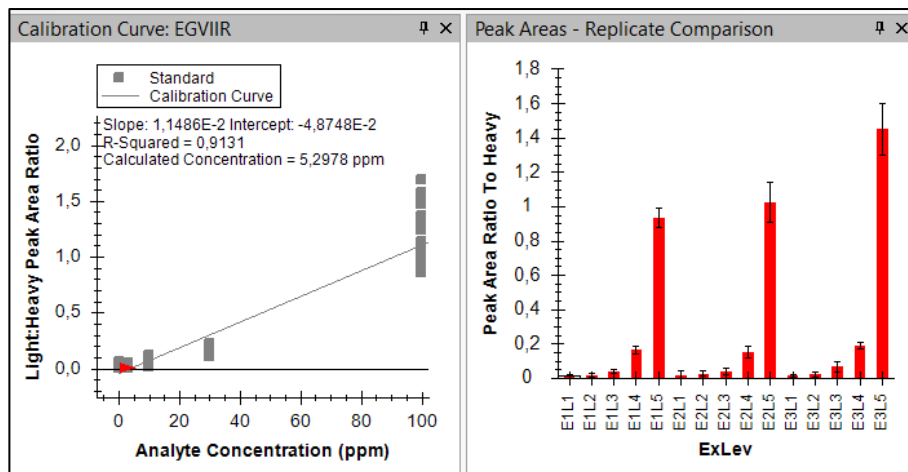 Calibration Curve: EGVIIR
Standard
Calibration Curve
Slope: 1,1486E-2 Intercept: -4,8748E-2
R-Squared = 0,9131
Calculated Concentration = 5,2978 ppm
Light:Heavy Peak Area Ratio
2,0
1,5
1,0
0,5
0,0
0 20 40 60 80 100
Analyte Concentration (ppm)
Peak Areas - Replicate Comparison
Peak Area Ratio To Heavy
1,8
1,6
1,4
1,2
1
0,8
0,6
0,4
0,2
0
E1L1
E1L2
E1L3
E1L4
E1L5
E2L1
E2L2
E2L3
E2L4
E2L5
E3L1
E3L2
E3L3
E3L4
E3L5
ExLev